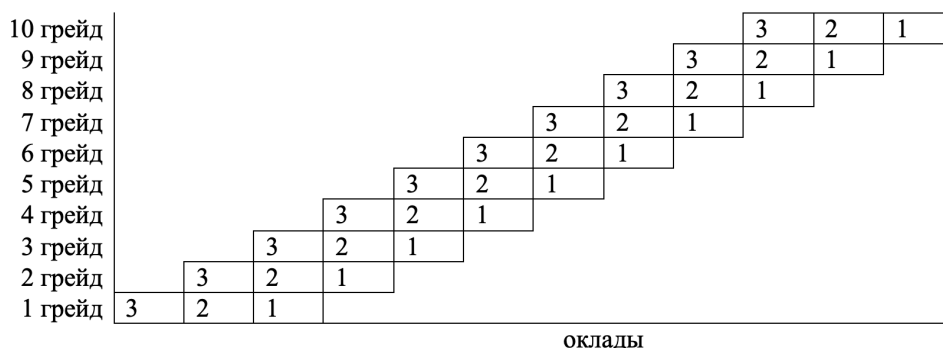 10 грейд 3 2 1
9 грейд 3 2 1
8 грейд 3 2 1
7 грейд 3 2 1
6 грейд 3 2 1
5 грейд 3 2 1
4 грейд 3 2 1
3 грейд 3 2 1
2 грейд 3 2 1
1 грейд 3 2 1
оклады